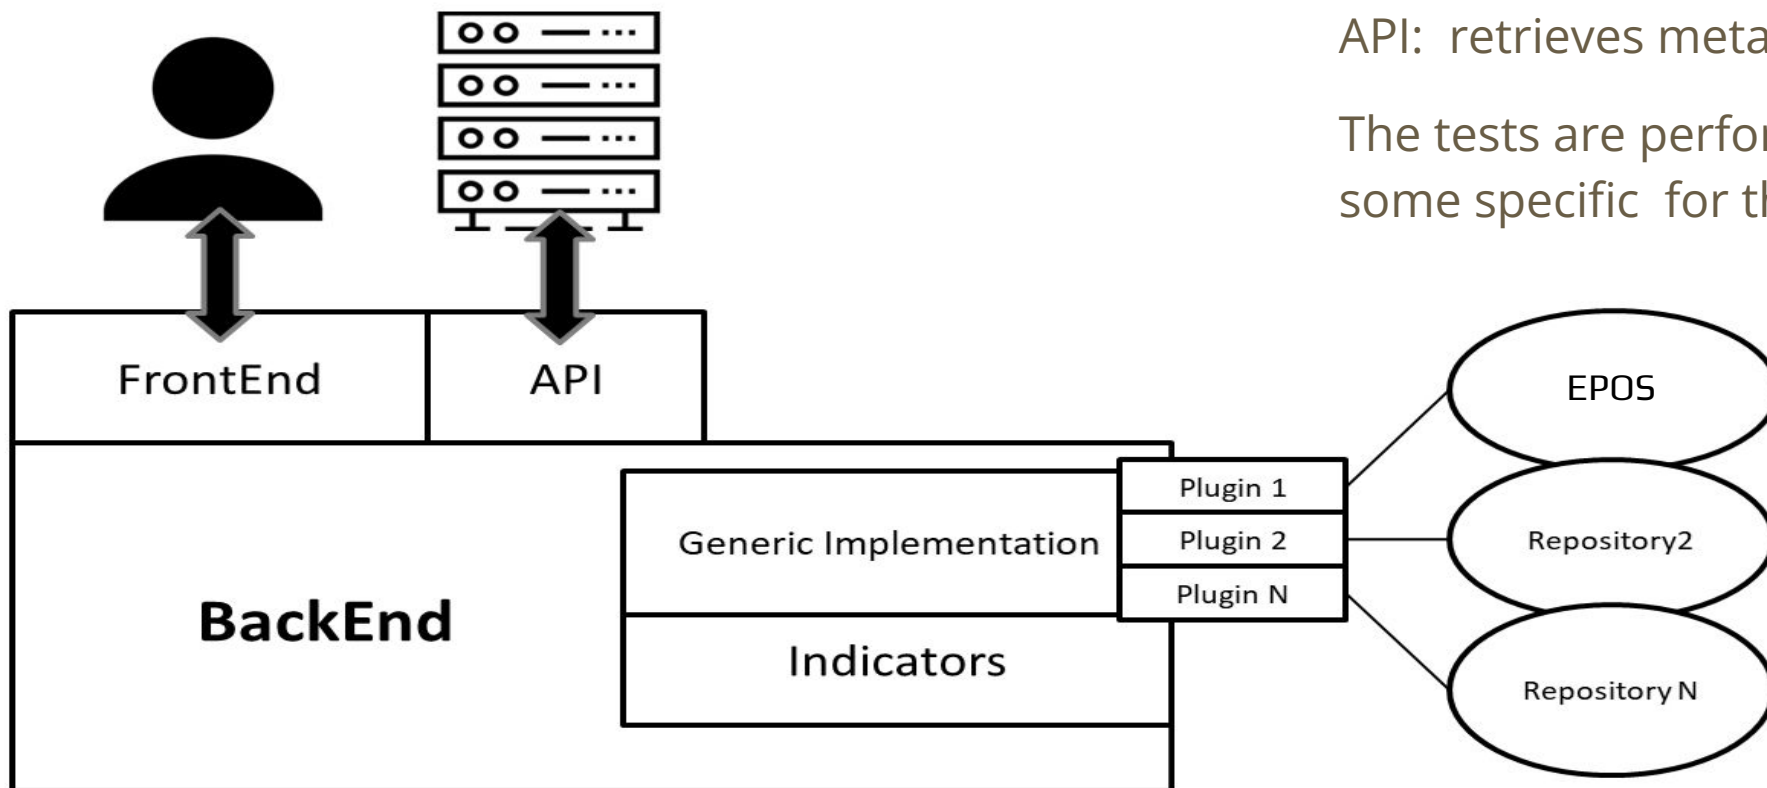 API: retrieves meta
The tests are perfor
some specific for th
FrontEnd
API
EPOS
Plugin 1
Generic Implementation
Plugin 2
Repository2
Plugin N
BackEnd
Indicators
Repository N